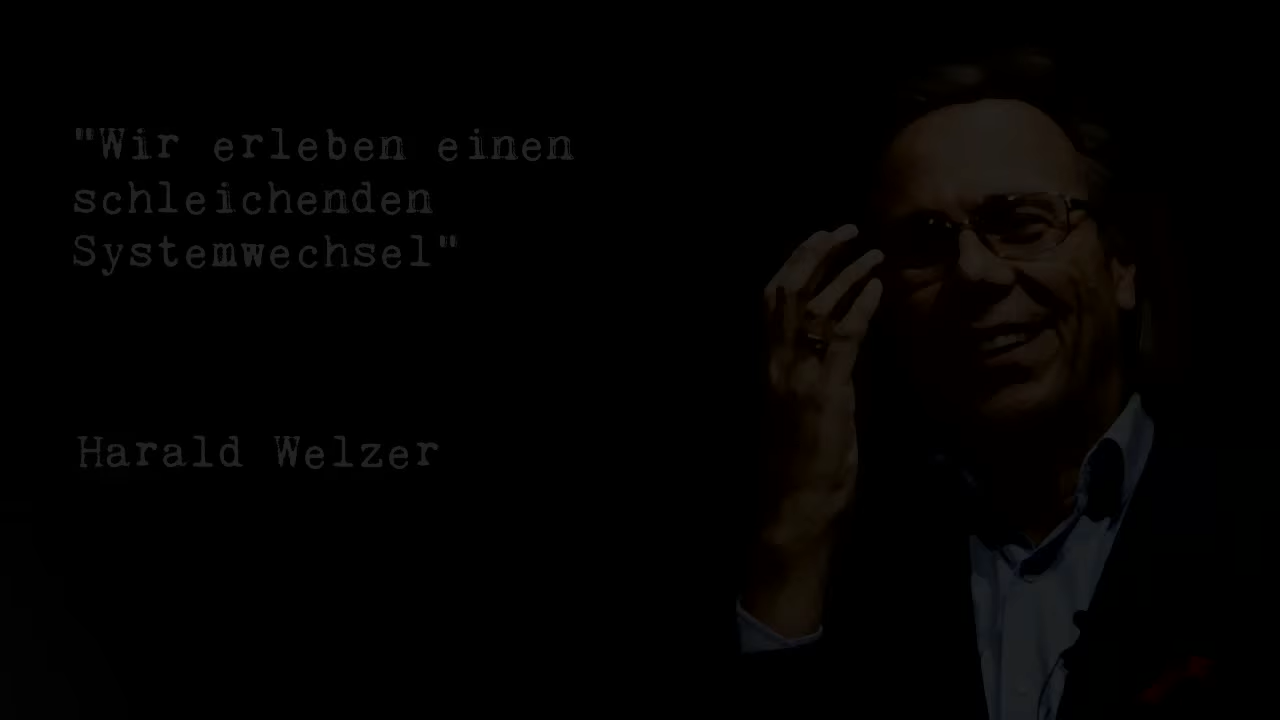 "Wir erleben einen
schleichenden
Systemwechsel"
Harald Welzer